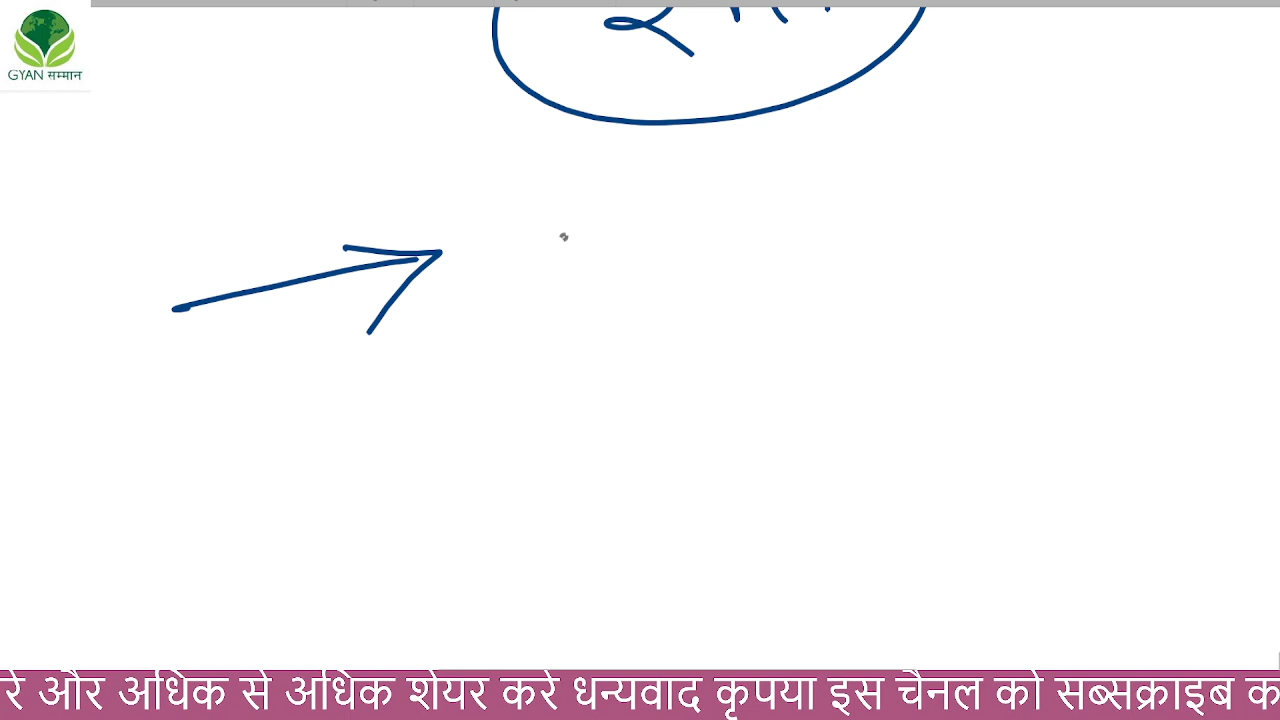 GYAN सम्मान
रे और अधिक से अधिक शेयर करे धन्यवाद कृपया इस चैनल को सब्सक्राइब क